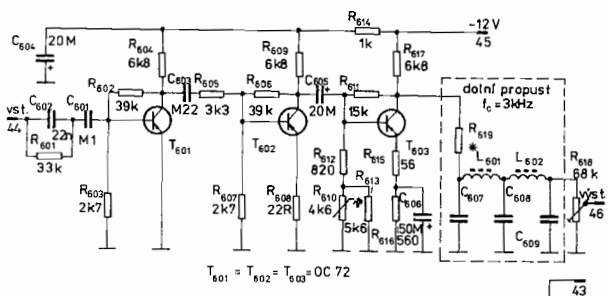 R614
1k
-12 V
45
C604
20M
R604
6k8
R609
6k8
R617
6k8
dolní propust
fc = 3kHz
R602
39k
C603
M22
R605
3k3
R606
39k
C605
20M
R611
15k
vst.
44
C602
22n
C601
M1
R601
33k
T601
T602
T603
R619
*
L601
L602
R618
68k
R612
820
R615
56
R603
2k7
R607
2k7
R608
22R
R610
4k6
R613
5k6
R616
560
C606
50M
C607
C608
C609
výst.
46
T601 = T602 = T603 = OC 72
43